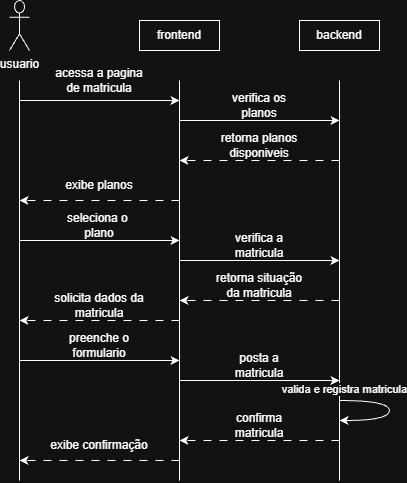 usuario
frontend
backend
acessa a pagina
de matricula
verifica os
planos
retorna planos
disponiveis
exibe planos
seleciona o
plano
verifica a
matricula
retorna situação
da matricula
solicita dados da
matricula
preenche o
formulario
posta a
matricula
valida e registra matricula
confirma
matricula
exibe confirmação